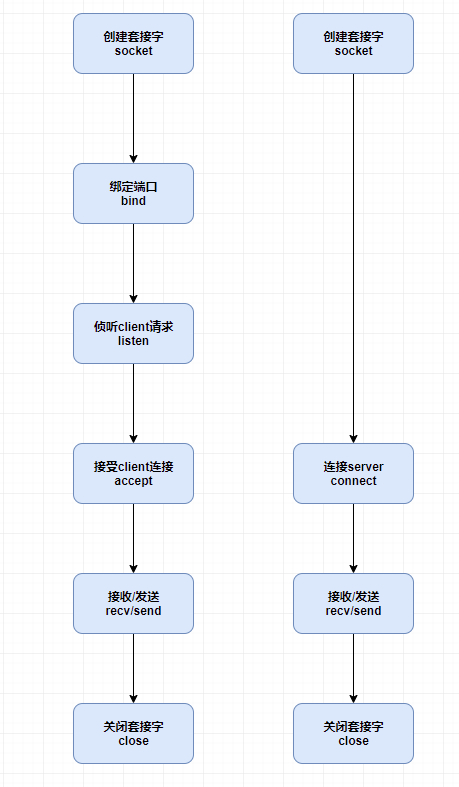 创建套接字
socket
绑定端口
bind
侦听client请求
listen
接受client连接
accept
接收/发送
recv/send
关闭套接字
close
创建套接字
socket
连接server
connect
接收/发送
recv/send
关闭套接字
close